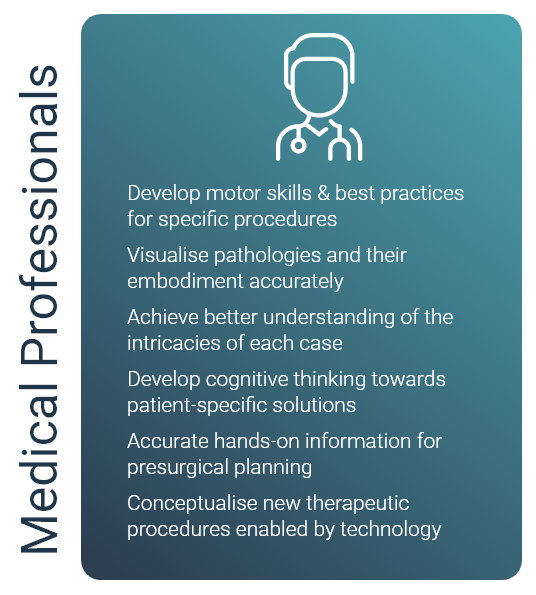 Medical Professionals
Develop motor skills & best practices
for specific procedures
Visualise pathologies and their
embodiment accurately
Achieve better understanding of the
intricacies of each case
Develop cognitive thinking towards
patient-specific solutions
Accurate hands-on information for
presurgical planning
Conceptualise new therapeutic
procedures enabled by technology